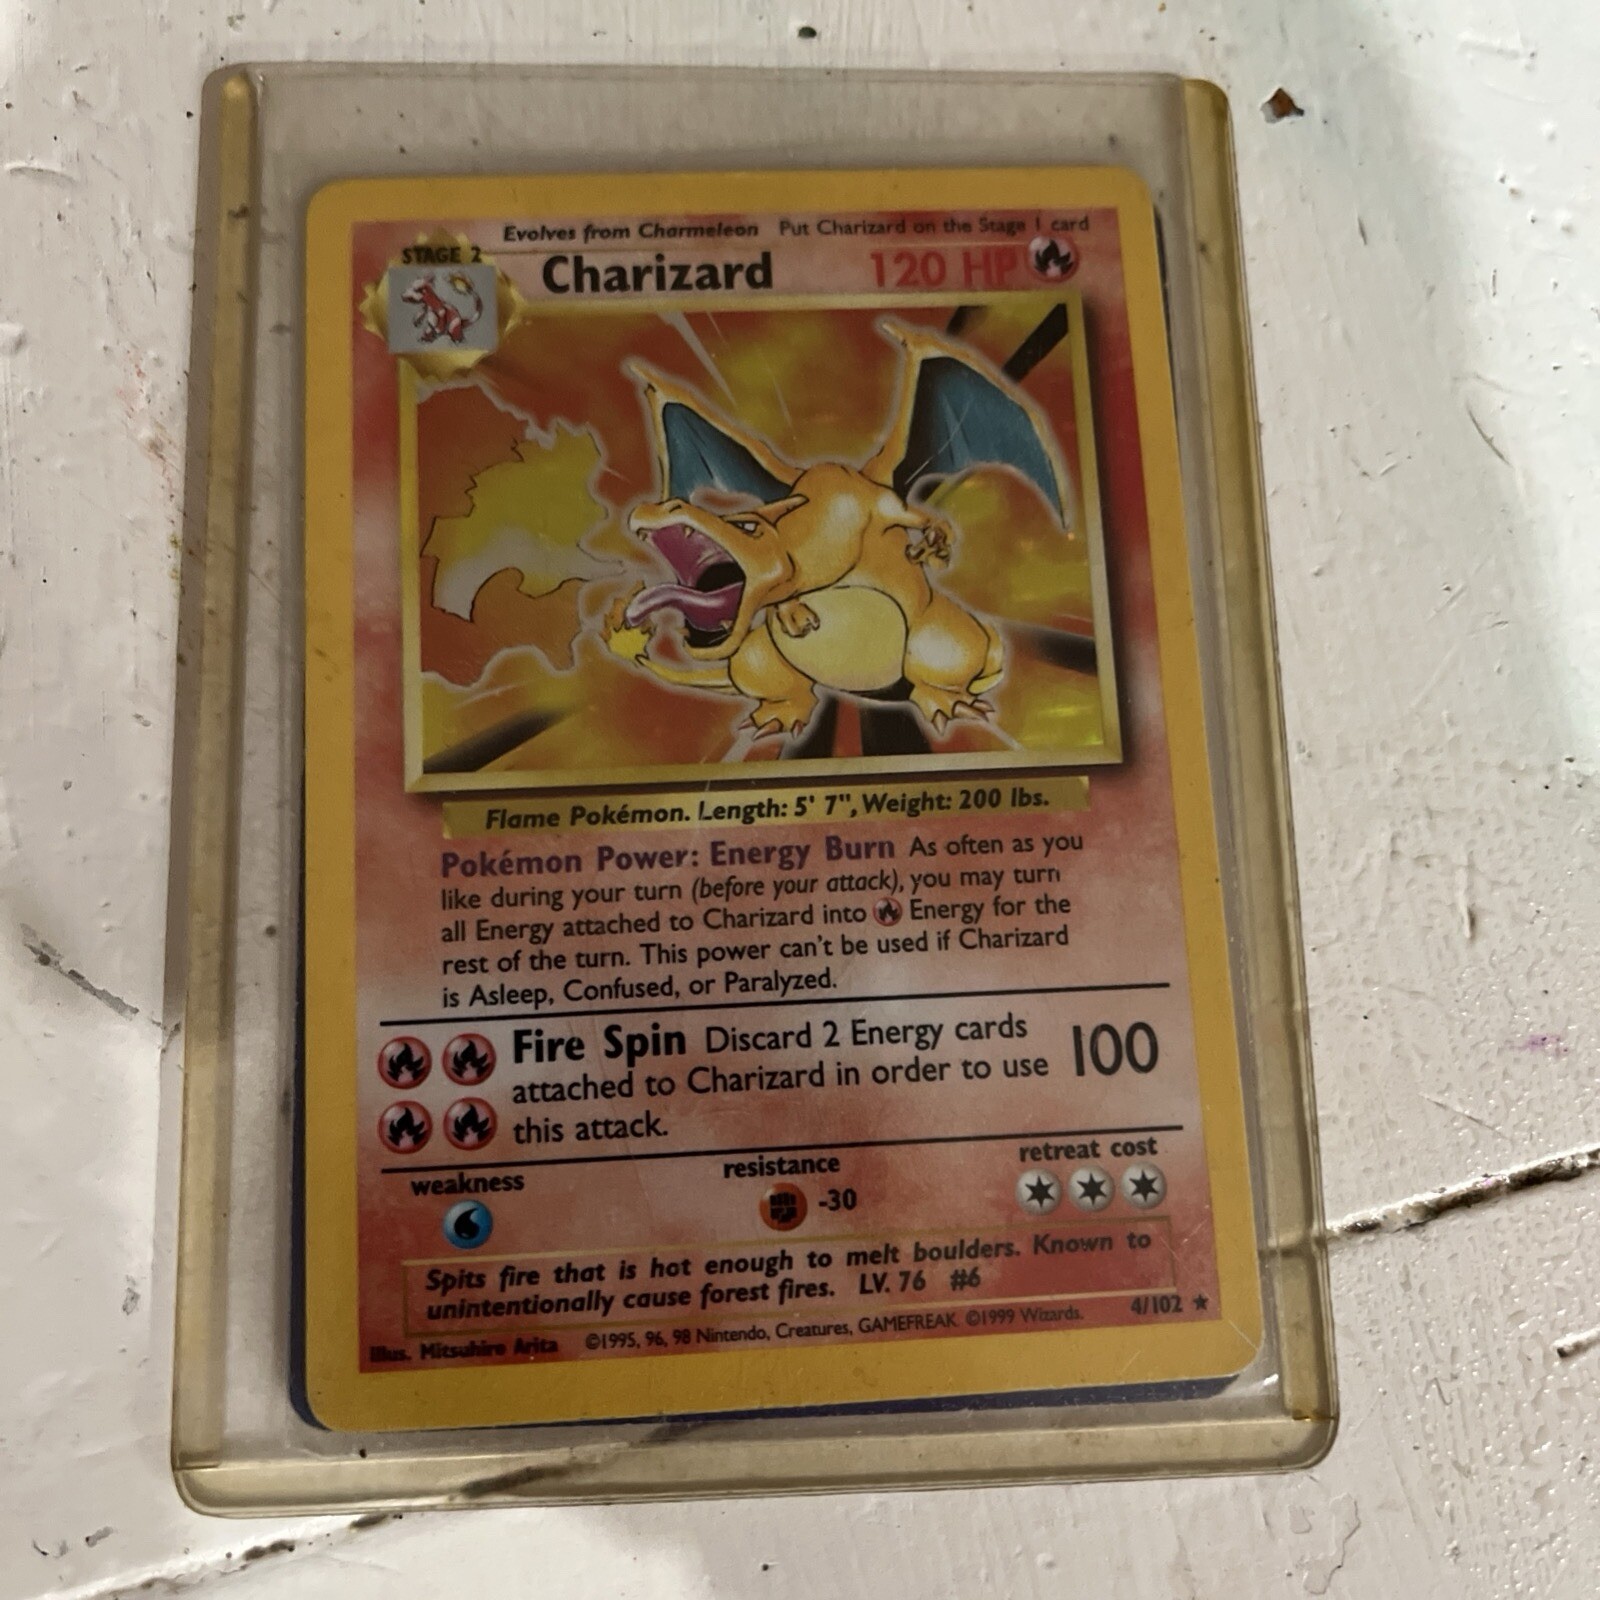 Evolves from Charmeleon Put Charizard on the Stage 1 card
STAGE 2
Charizard 120 HP
Flame Pokémon. Length: 5' 7", Weight: 200 lbs.
Pokémon Power: Energy Burn As often as you
like during your turn (before your attack), you may turn
all Energy attached to Charizard into Energy for the
rest of the turn. This power can't be used if Charizard
is Asleep, Confused, or Paralyzed.
Fire Spin Discard 2 Energy cards
attached to Charizard in order to use 100
this attack.
weakness resistance retreat cost
-30
Spits fire that is hot enough to melt boulders. Known to
unintentionally cause forest fires. LV. 76 #6
Illus. Mitsuhiro Arita ©1995, 96, 98 Nintendo, Creatures, GAMEFREAK. ©1999 Wizards. 4/102 ★